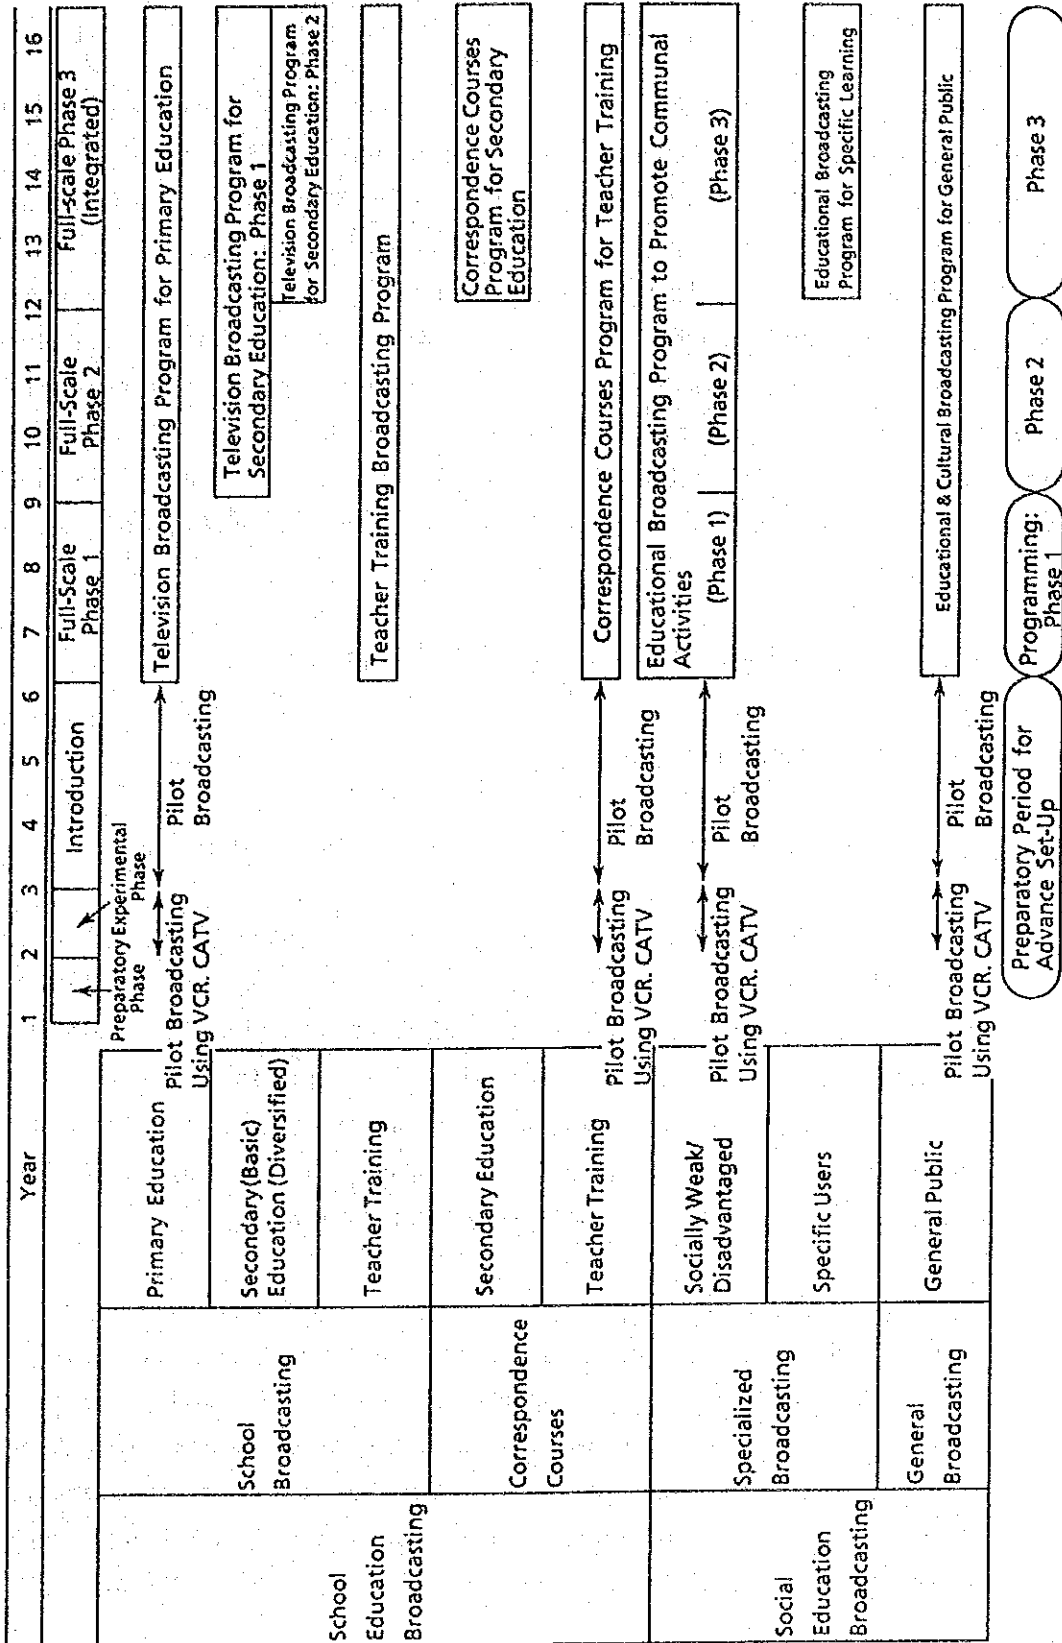 Year
1 2 3 4 5 6 7 8 9 10 11 12 13 14 15 16
Introduction
Full-Scale
Phase 1
Full-Scale
Phase 2
Full-scale Phase 3
(Integrated)
Preparatory
Phase
Experimental
Phase
School
Education
Broadcasting
School
Broadcasting
Primary Education
Pilot Broadcasting
Using VCR. CATV
Pilot
Broadcasting
Television Broadcasting Program for Primary Education
Secondary (Basic)
Education (Diversified)
Television Broadcasting Program for
Secondary Education: Phase 1
Television Broadcasting Program
for Secondary Education: Phase 2
Teacher Training
Teacher Training Broadcasting Program
Correspondence
Courses
Secondary Education
Correspondence Courses
Program for Secondary
Education
Teacher Training
Pilot Broadcasting
Using VCR. CATV
Pilot
Broadcasting
Correspondence Courses Program for Teacher Training
Social
Education
Broadcasting
Specialized
Broadcasting
Socially Weak/
Disadvantaged
Pilot Broadcasting
Using VCR. CATV
Pilot
Broadcasting
Educational Broadcasting Program to Promote Communal
Activities
(Phase 1) (Phase 2) (Phase 3)
Specific Users
Educational Broadcasting
Program for Specific Learning
General
Broadcasting
General Public
Pilot Broadcasting
Using VCR. CATV
Pilot
Broadcasting
Educational & Cultural Broadcasting Program for General Public
Preparatory Period for
Advance Set-Up
Programming:
Phase 1
Phase 2
Phase 3